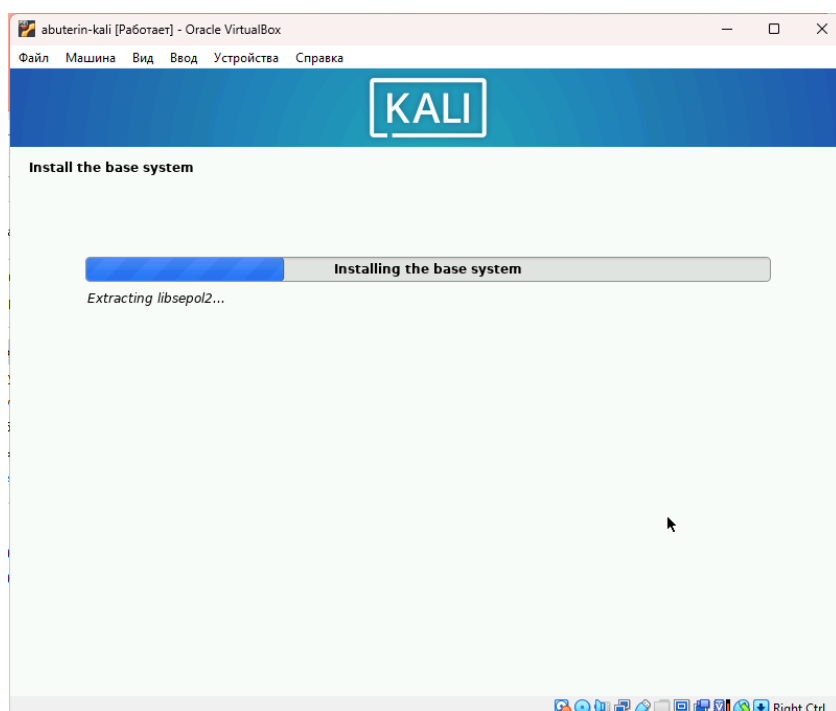 abuterin-kali [Работает] - Oracle VirtualBox
Файл Машина Вид Ввод Устройства Справка
KALI
Install the base system
Installing the base system
Extracting libsepol2...
Right Ctrl